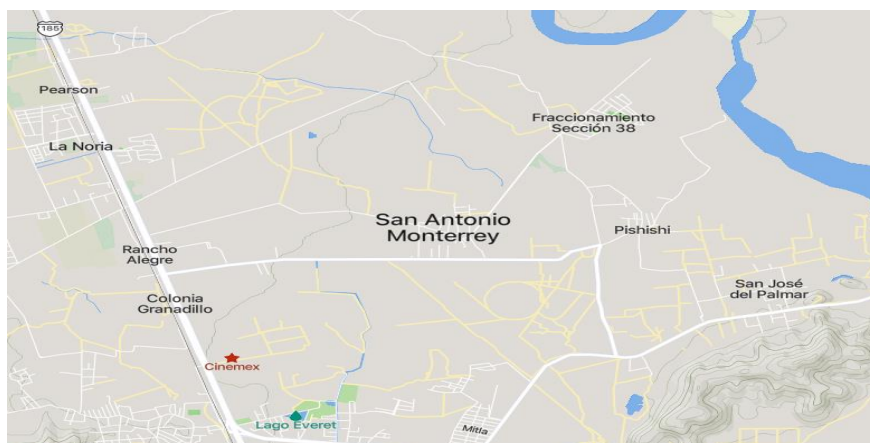 185
Pearson
Fraccionamiento
Sección 38
La Noria
San Antonio
Monterrey
Pishishi
Rancho
Alegre
San José
del Palmar
Colonia
Granadillo
Cinemex
Lago Everet
Mitla